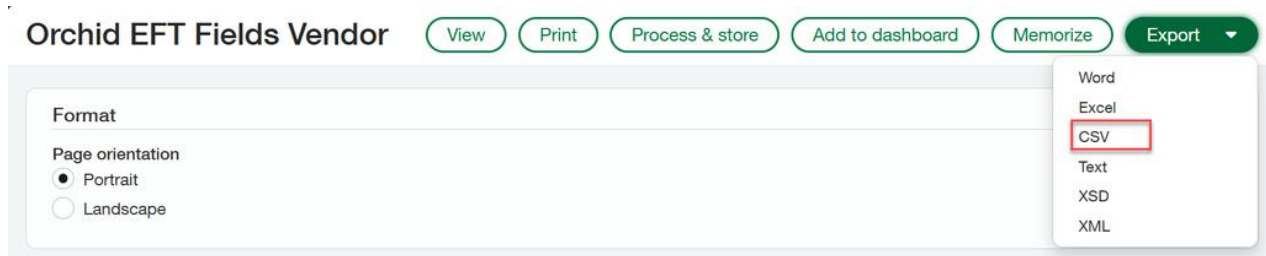 Orchid EFT Fields Vendor View Print Process & store Add to dashboard Memorize Export
Word
Excel
CSV
Text
XSD
XML
Format
Page orientation
Portrait
Landscape